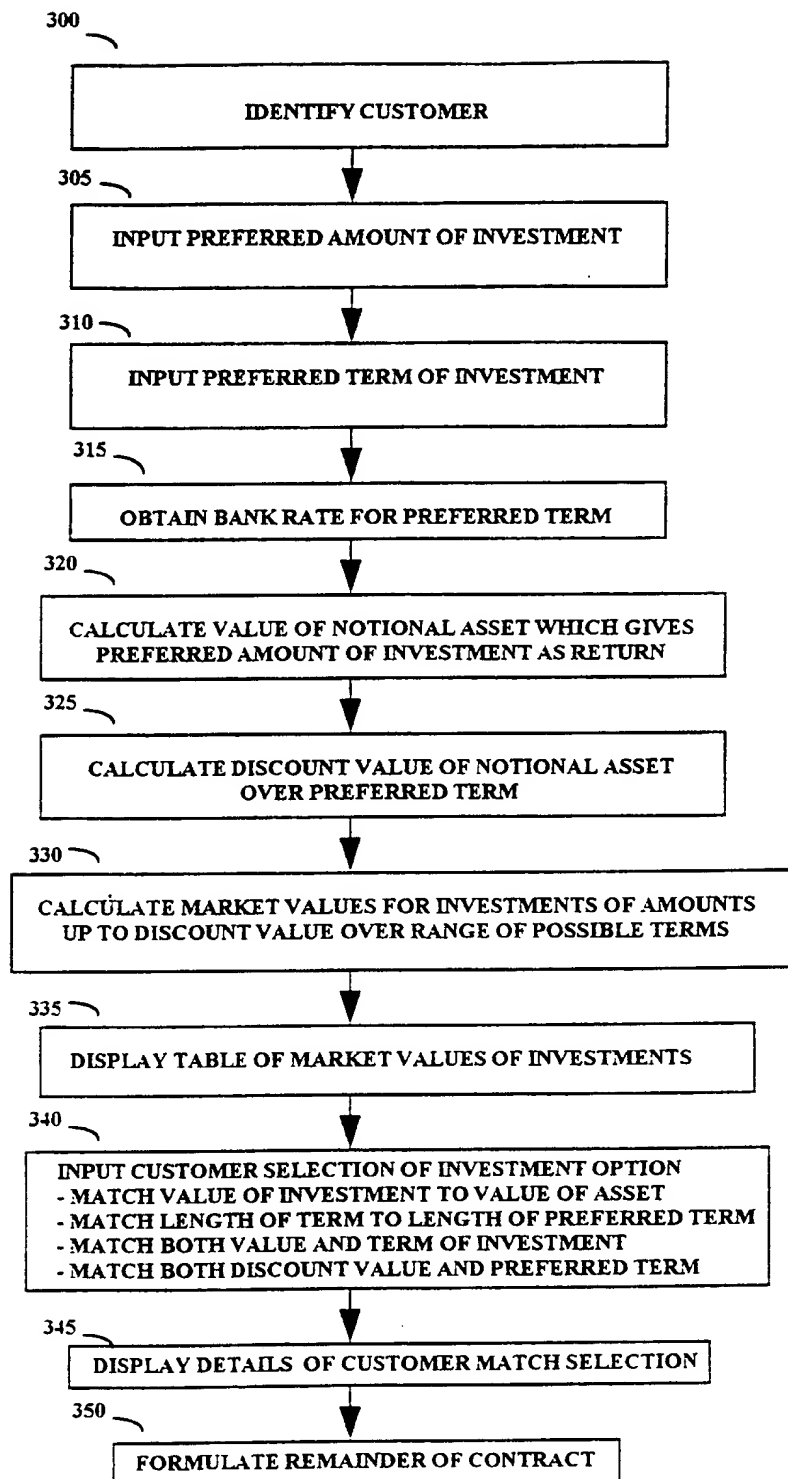 300
IDENTIFY CUSTOMER
305
INPUT PREFERRED AMOUNT OF INVESTMENT
310
INPUT PREFERRED TERM OF INVESTMENT
315
OBTAIN BANK RATE FOR PREFERRED TERM
320
CALCULATE VALUE OF NOTIONAL ASSET WHICH GIVES
PREFERRED AMOUNT OF INVESTMENT AS RETURN
325
CALCULATE DISCOUNT VALUE OF NOTIONAL ASSET
OVER PREFERRED TERM
330
CALCULATE MARKET VALUES FOR INVESTMENTS OF AMOUNTS
UP TO DISCOUNT VALUE OVER RANGE OF POSSIBLE TERMS
335
DISPLAY TABLE OF MARKET VALUES OF INVESTMENTS
340
INPUT CUSTOMER SELECTION OF INVESTMENT OPTION
- MATCH VALUE OF INVESTMENT TO VALUE OF ASSET
- MATCH LENGTH OF TERM TO LENGTH OF PREFERRED TERM
- MATCH BOTH VALUE AND TERM OF INVESTMENT
- MATCH BOTH DISCOUNT VALUE AND PREFERRED TERM
345
DISPLAY DETAILS OF CUSTOMER MATCH SELECTION
350
FORMULATE REMAINDER OF CONTRACT